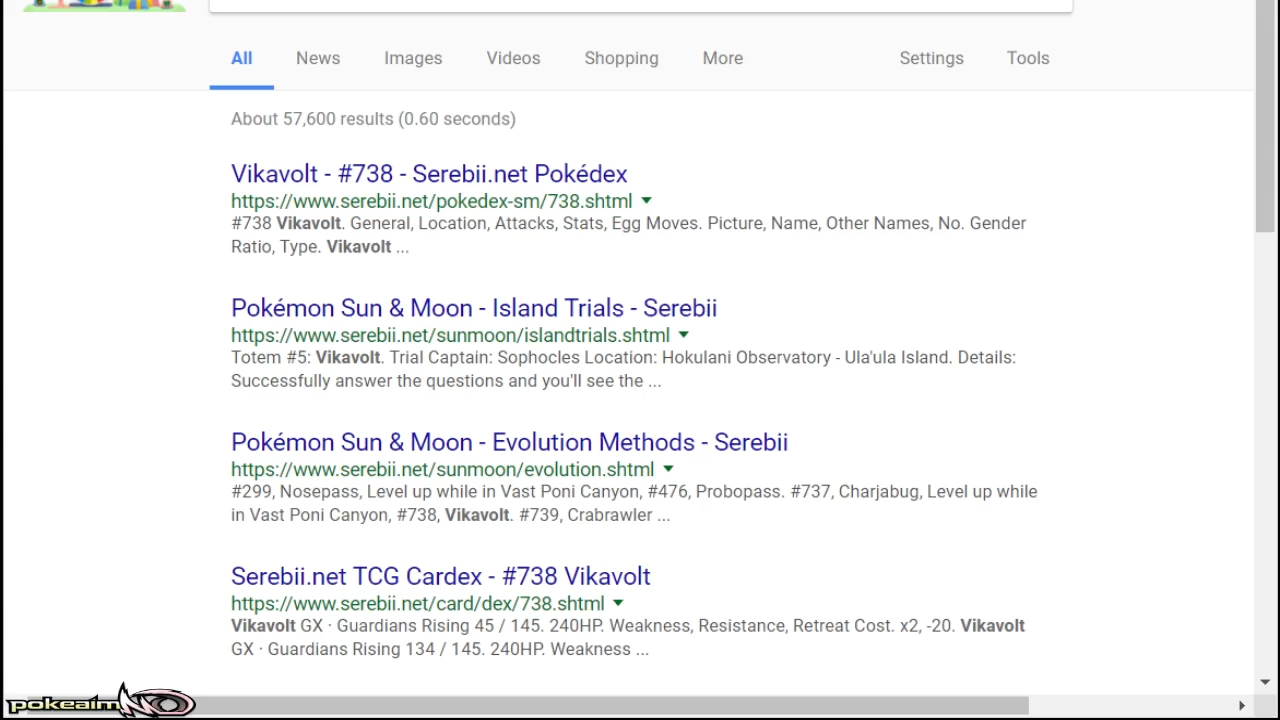 All News Images Videos Shopping More Settings Tools
About 57,600 results (0.60 seconds)
Vikavolt - #738 - Serebii.net Pokédex
https://www.serebii.net/pokedex-sm/738.shtml
#738 Vikavolt. General, Location, Attacks, Stats, Egg Moves. Picture, Name, Other Names, No. Gender
Ratio, Type. Vikavolt ...
Pokémon Sun & Moon - Island Trials - Serebii
https://www.serebii.net/sunmoon/islandtrials.shtml
Totem #5: Vikavolt. Trial Captain: Sophocles Location: Hokulani Observatory - Ula'ula Island. Details:
Successfully answer the questions and you'll see the ...
Pokémon Sun & Moon - Evolution Methods - Serebii
https://www.serebii.net/sunmoon/evolution.shtml
#299, Nosepass, Level up while in Vast Poni Canyon, #476, Probopass. #737, Charjabug, Level up while
in Vast Poni Canyon, #738, Vikavolt. #739, Crabrawler ...
Serebii.net TCG Cardex - #738 Vikavolt
https://www.serebii.net/card/dex/738.shtml
Vikavolt GX · Guardians Rising 45 / 145. 240HP. Weakness, Resistance, Retreat Cost. x2, -20. Vikavolt
GX · Guardians Rising 134 / 145. 240HP. Weakness ...
pokeaimMD